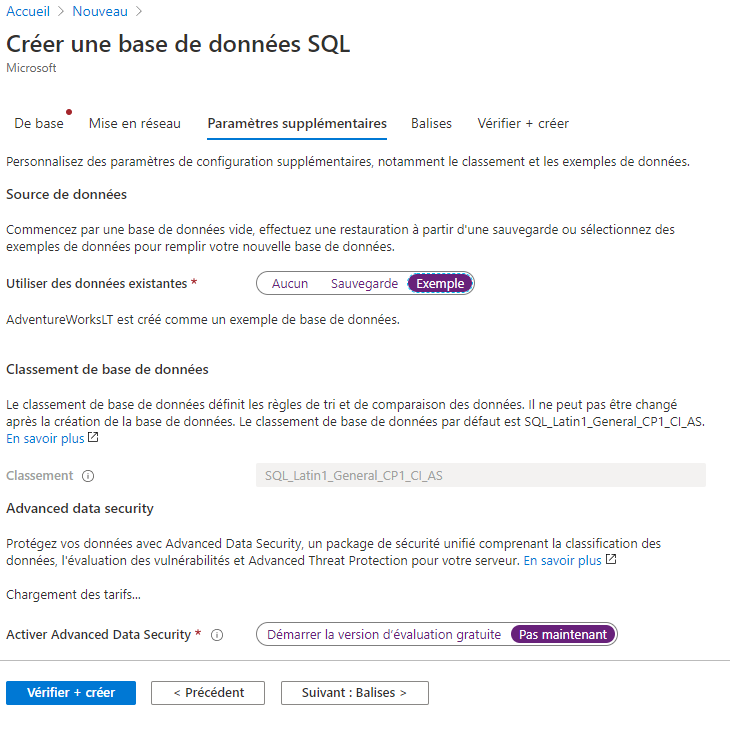 Accueil > Nouveau >
Créer une base de données SQL
Microsoft
De base Mise en réseau Paramètres supplémentaires Balises Vérifier + créer
Personnalisez des paramètres de configuration supplémentaires, notamment le classement et les exemples de données.
Source de données
Commencez par une base de données vide, effectuez une restauration à partir d'une sauvegarde ou sélectionnez des
exemples de données pour remplir votre nouvelle base de données.
Utiliser des données existantes * Aucun Sauvegarde Exemple
AdventureWorksLT est créé comme un exemple de base de données.
Classement de base de données
Le classement de base de données définit les règles de tri et de comparaison des données. Il ne peut pas être changé
après la création de la base de données. Le classement de base de données par défaut est SQL_Latin1_General_CP1_CI_AS.
En savoir plus
Classement SQL_Latin1_General_CP1_CI_AS
Advanced data security
Protégez vos données avec Advanced Data Security, un package de sécurité unifié comprenant la classification des
données, l'évaluation des vulnérabilités et Advanced Threat Protection pour votre serveur. En savoir plus
Chargement des tarifs...
Activer Advanced Data Security * Démarrer la version d'évaluation gratuite Pas maintenant
Vérifier + créer < Précédent Suivant : Balises >